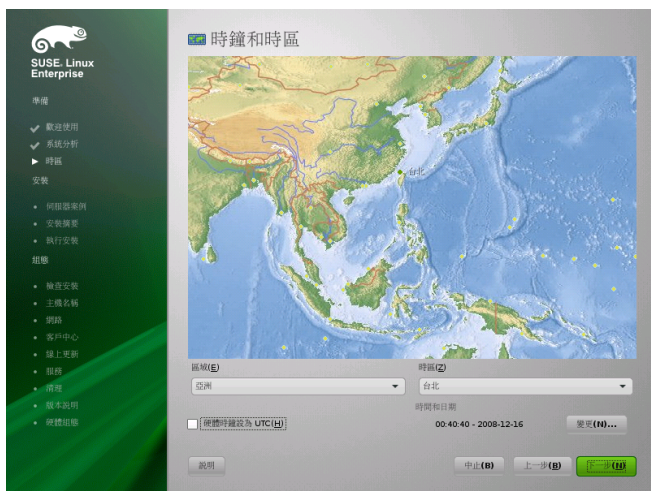 SUSE. Linux
Enterprise
準備
歡迎使用
系統分析
時區
安裝
伺服器案例
安裝摘要
執行安裝
組態
檢查安裝
主機名稱
網路
客戶中心
線上更新
服務
清理
版本說明
硬體組態
時鐘和時區
台北
區域(E)
亞洲
時區(Z)
台北
時間和日期
硬體時鐘設為 UTC(H)
00:40:40 - 2008-12-16
變更(N)...
說明
中止(B)
上一步(B)
下一步(N)